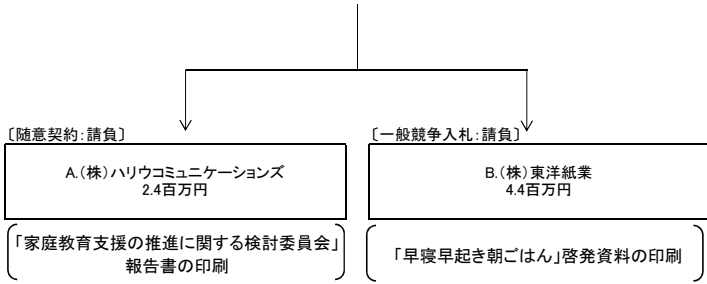 〔随意契約：請負〕
A.（株）ハリウコミュニケーションズ
2.4百万円
「家庭教育支援の推進に関する検討委員会」
報告書の印刷
〔一般競争入札：請負〕
B.（株）東洋紙業
4.4百万円
「早寝早起き朝ごはん」啓発資料の印刷